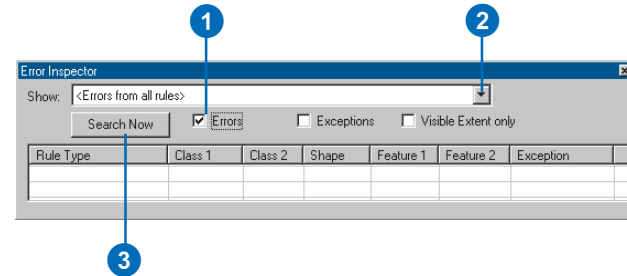 1
2
Error Inspector
Show: <Errors from all rules>
Search Now Errors Exceptions Visible Extent only
Rule Type Class 1 Class 2 Shape Feature 1 Feature 2 Exception
3